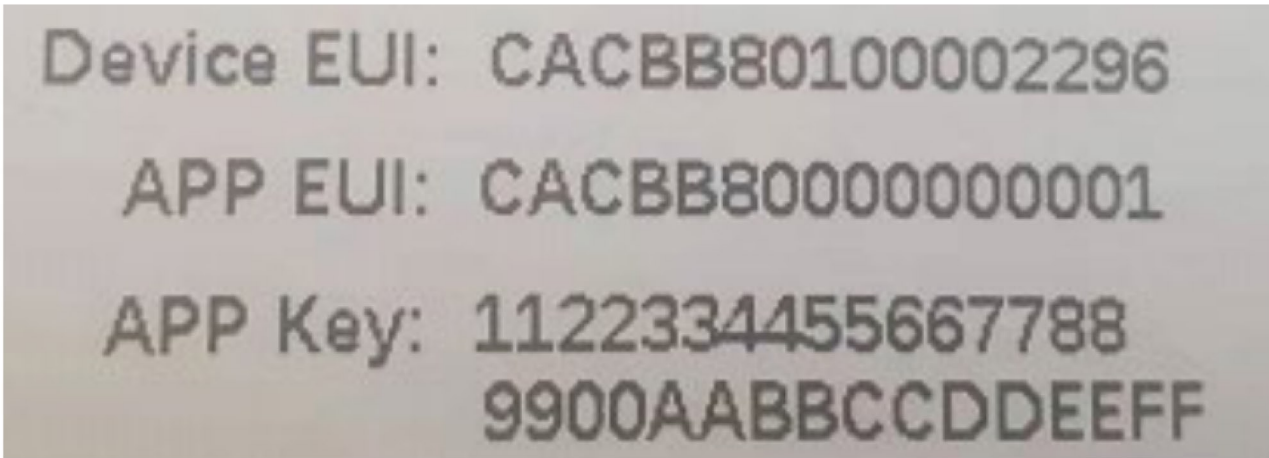 Device EUI: CACBB80100002296
APP EUI: CACBB80000000001
APP Key: 1122334455667788
9900AABBCCDDEEFF